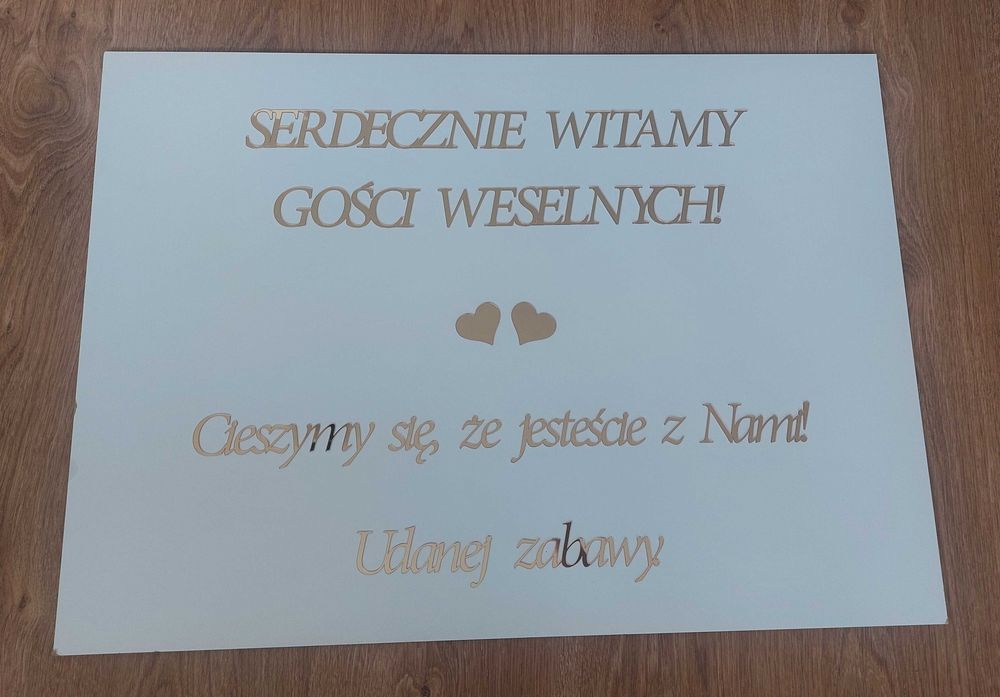 SERDECZNIE WITAMY
GOŚCI WESELNYCH!
Cieszymy się, że jesteście z Nami!
Udanej zabawy.